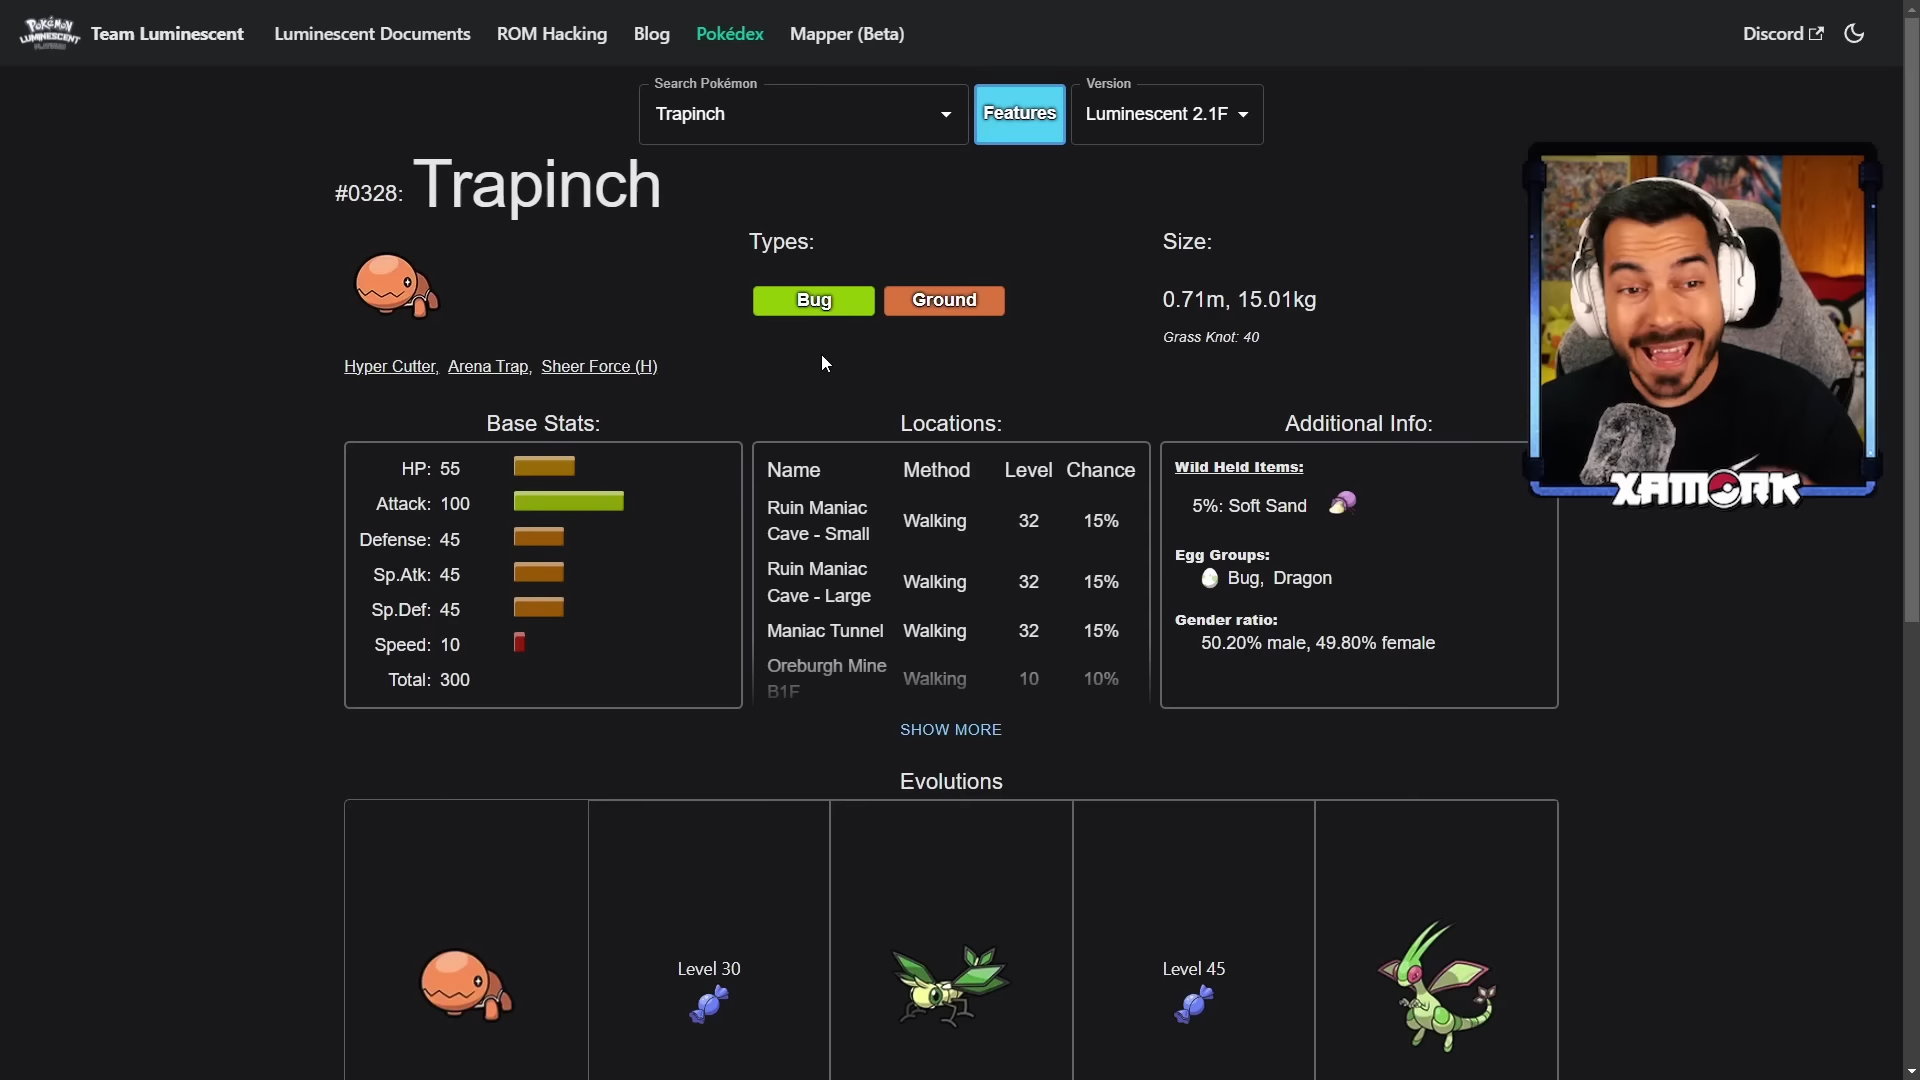 Pokémon
LUMINESCENT
PLATINUM
Team Luminescent Luminescent Documents ROM Hacking Blog Pokédex Mapper (Beta) Discord
Search Pokémon
Trapinch
Features
Version
Luminescent 2.1F
#0328: Trapinch
Types:
Bug Ground
Size:
0.71m, 15.01kg
Grass Knot: 40
Hyper Cutter, Arena Trap, Sheer Force (H)
Base Stats:
HP: 55
Attack: 100
Defense: 45
Sp.Atk: 45
Sp.Def: 45
Speed: 10
Total: 300
Locations:
Name Method Level Chance
Ruin Maniac
Cave - Small Walking 32 15%
Ruin Maniac
Cave - Large Walking 32 15%
Maniac Tunnel Walking 32 15%
Oreburgh Mine
B1F Walking 10 10%
SHOW MORE
Additional Info:
Wild Held Items:
5%: Soft Sand
Egg Groups:
Bug, Dragon
Gender ratio:
50.20% male, 49.80% female
XAMORK
Evolutions
Level 30
Level 45